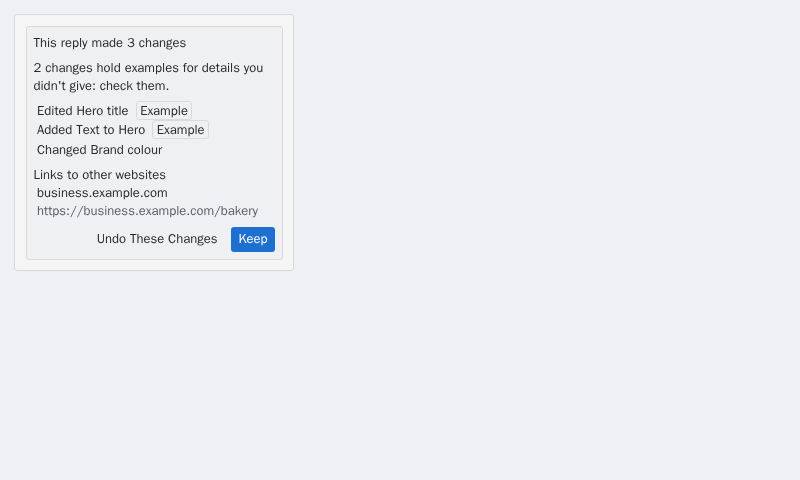 This reply made 3 changes
2 changes hold examples for details you
didn't give: check them.
Edited Hero title Example
Added Text to Hero Example
Changed Brand colour
Links to other websites
business.example.com
https://business.example.com/bakery
Undo These Changes Keep